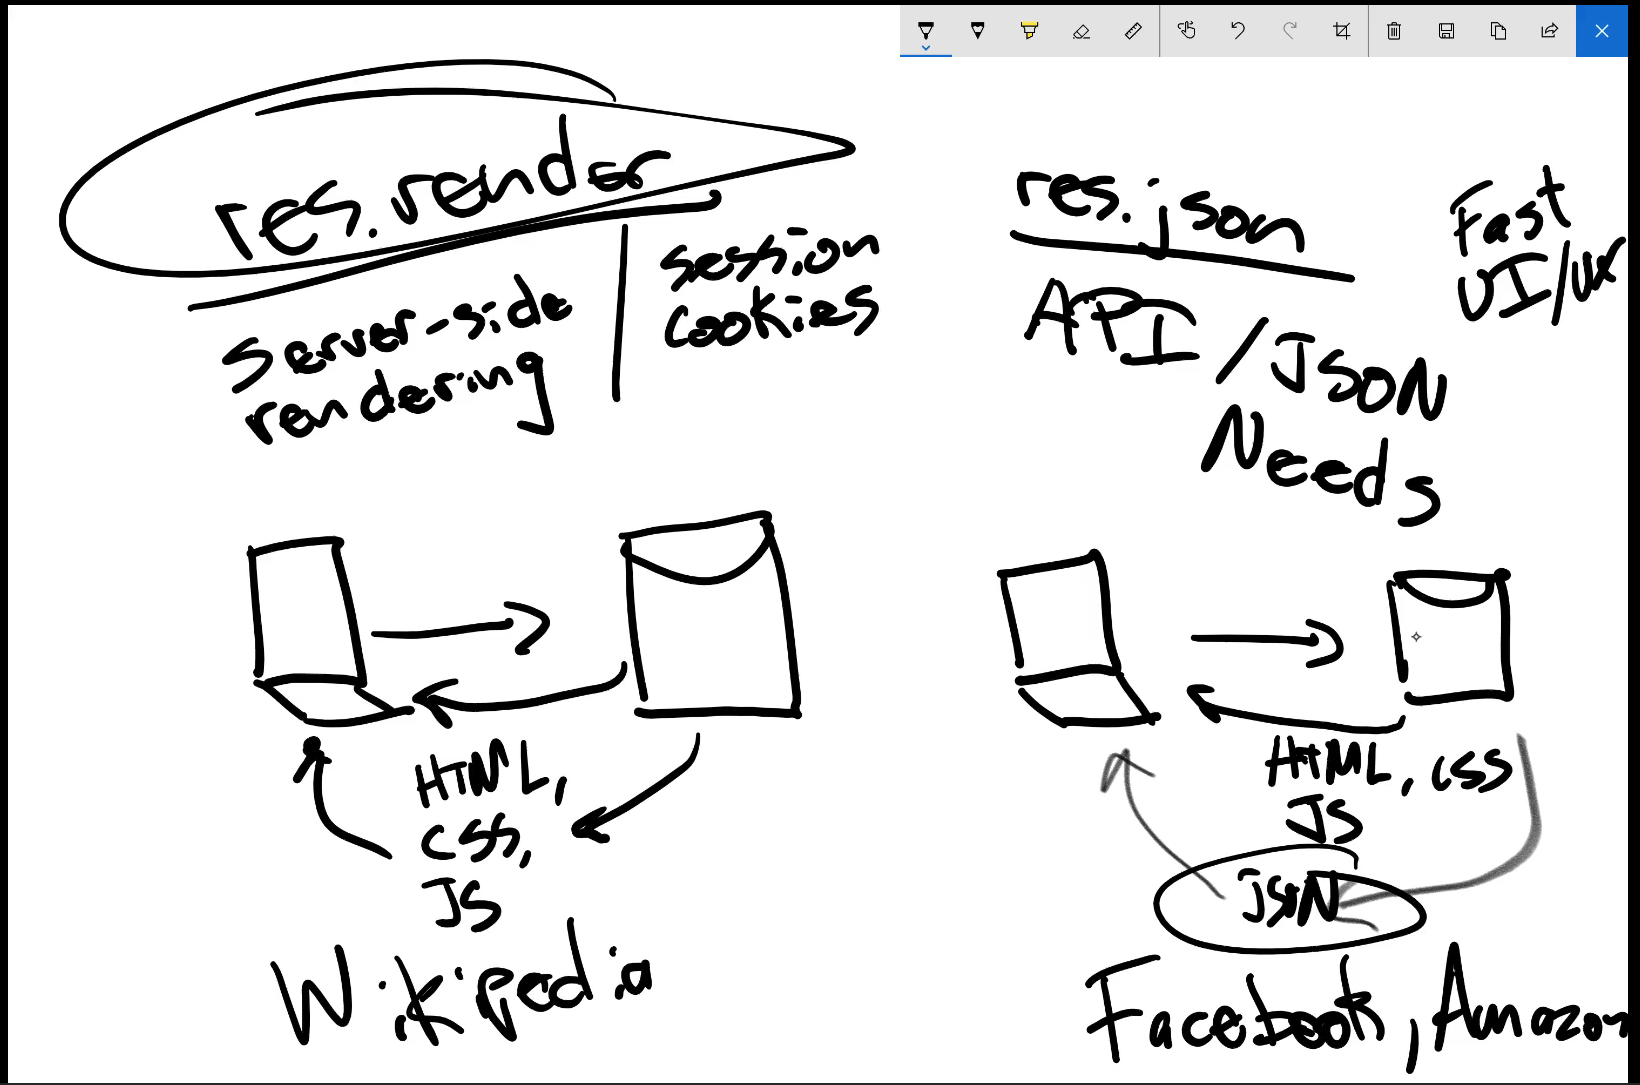 res.render
Server-side
rendering
session
cookies
res.json
API/JSON
Needs
Fast
UI/UX
HTML,
CSS,
JS
Wikipedia
HTML, CSS
JS
JSON
Facebook, Amazon